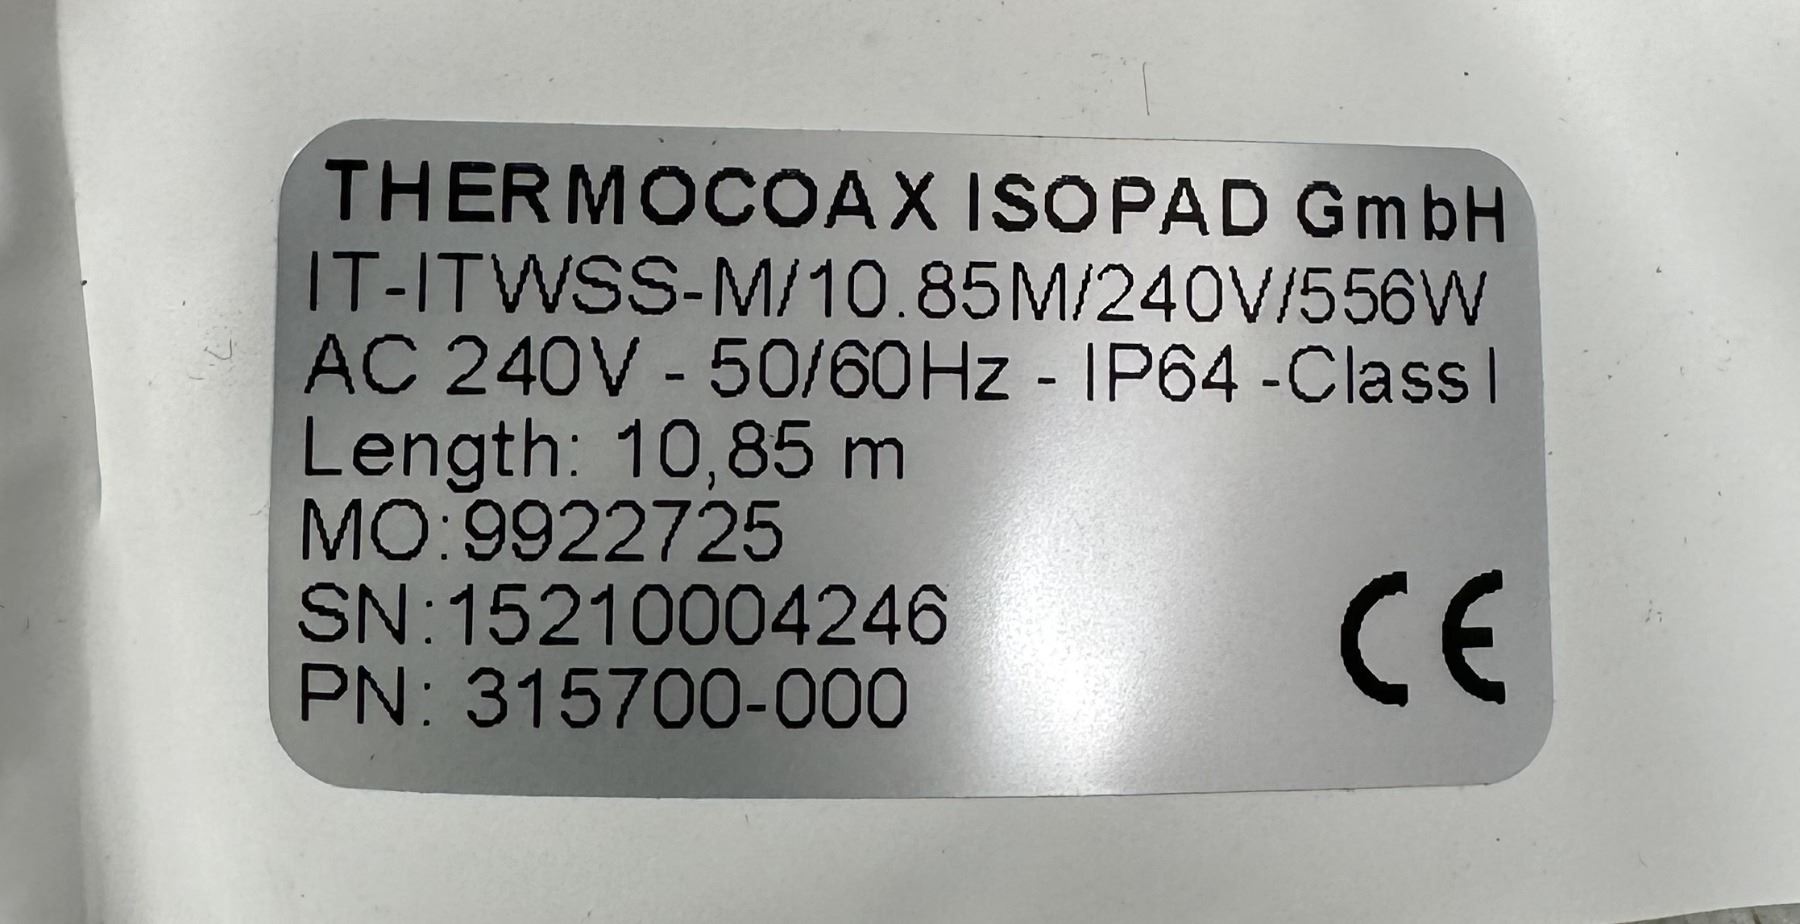 THERMOCOAX ISOPAD GmbH
IT-ITWSS-M/10.85M/240V/556W
AC 240V - 50/60Hz - IP64 -Class I
Length: 10,85 m
MO:9922725
SN:15210004246
PN: 315700-000
CE